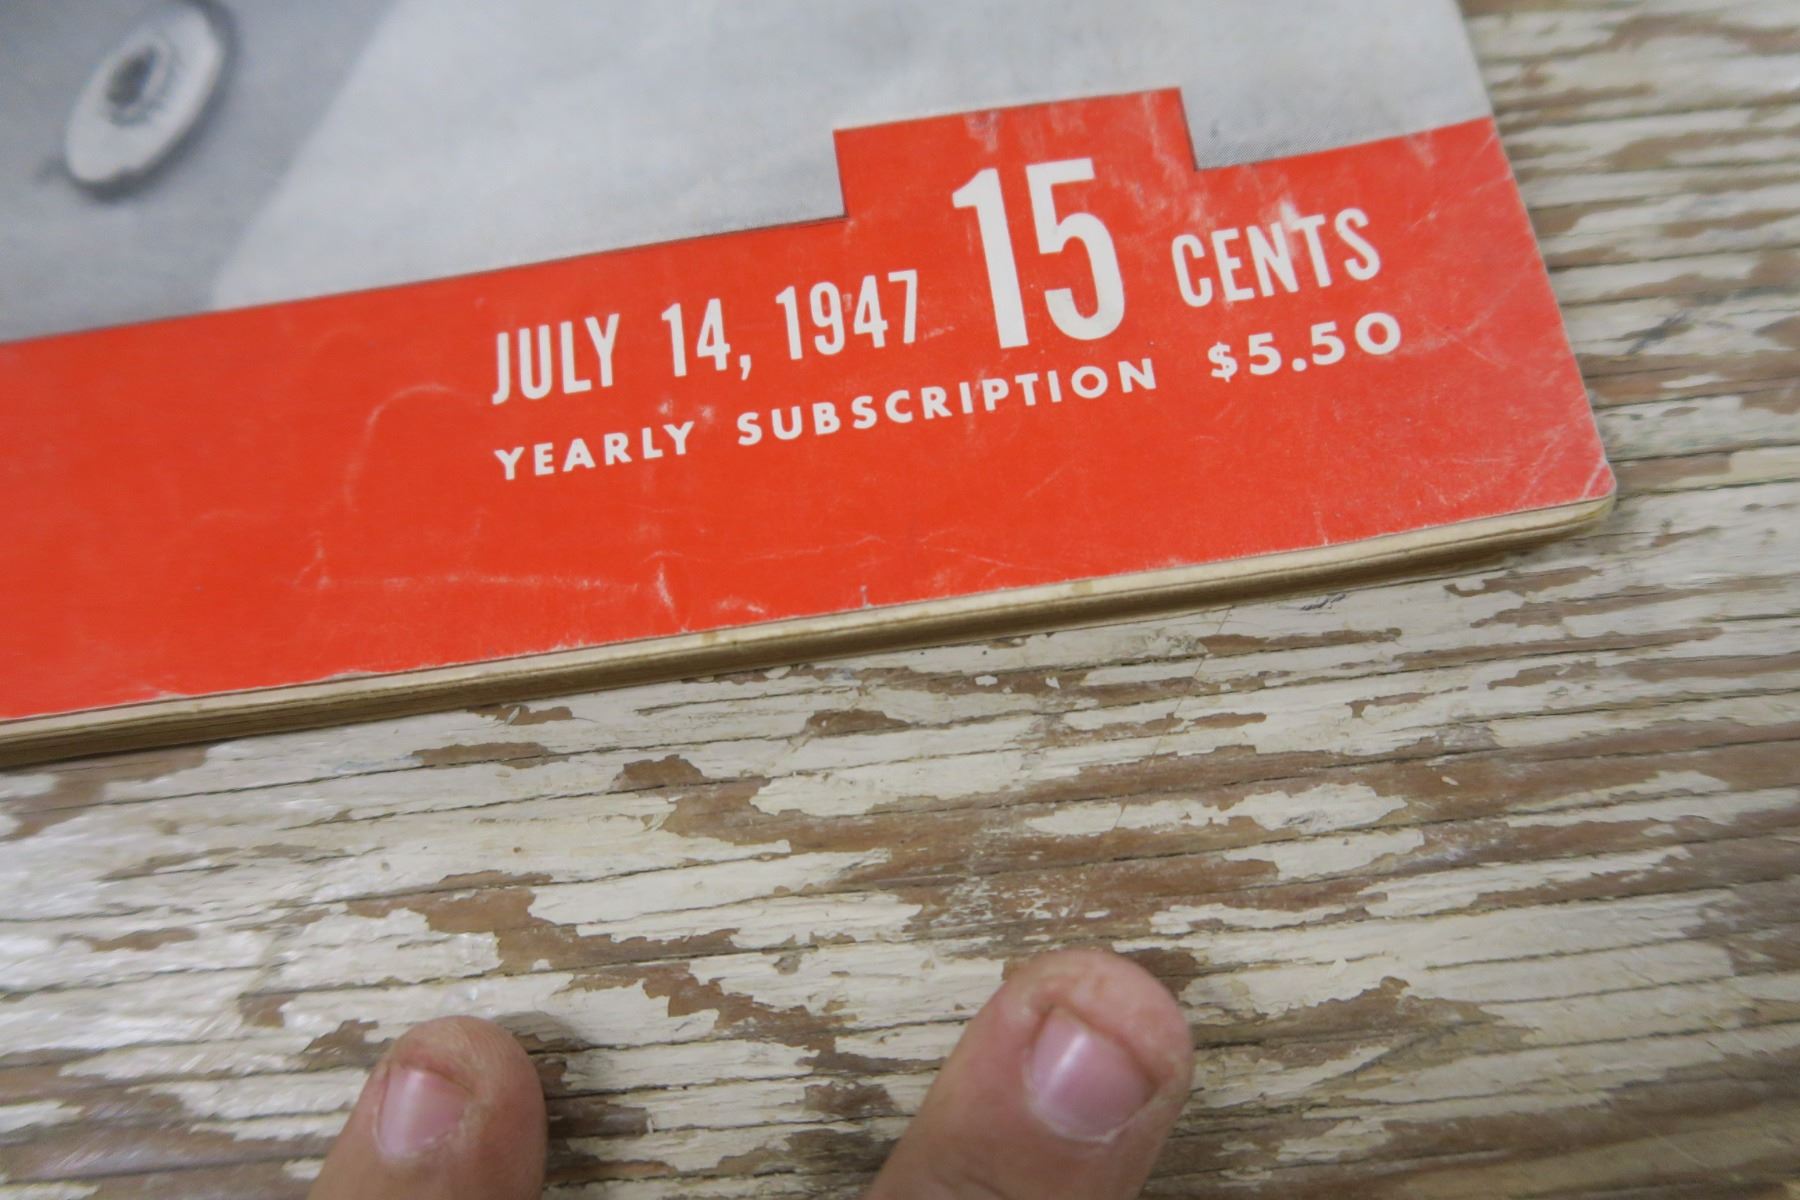 JULY 14, 1947 15 CENTS
YEARLY SUBSCRIPTION $5.50